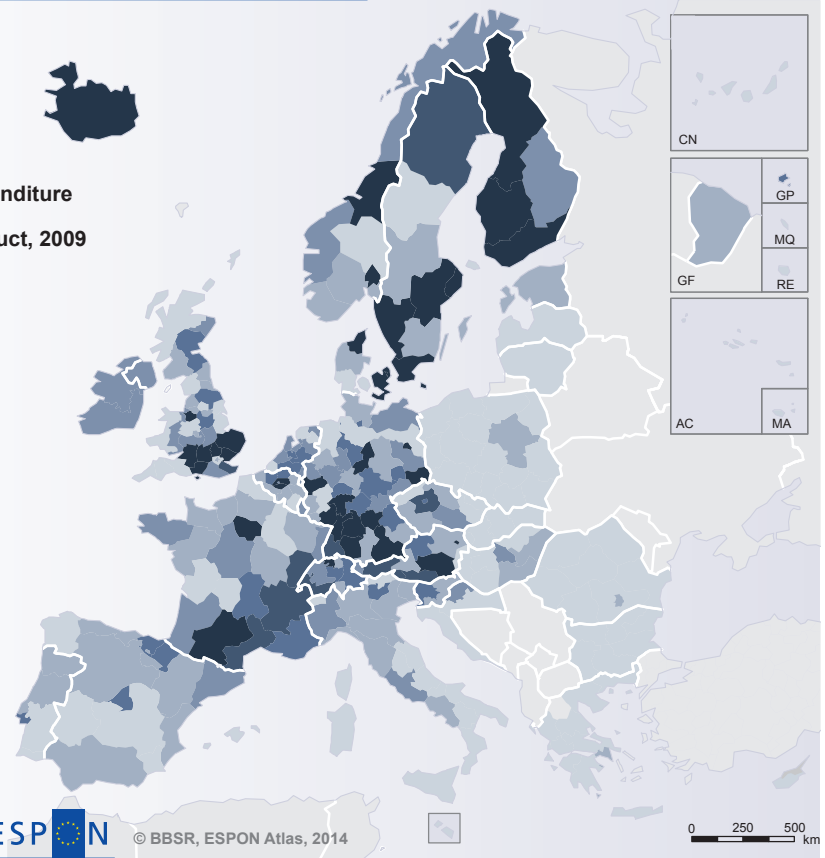 nditure
uct, 2009
CN
GP
MQ
GF
RE
AC
MA
ESPON
© BBSR, ESPON Atlas, 2014
0 250 500
km